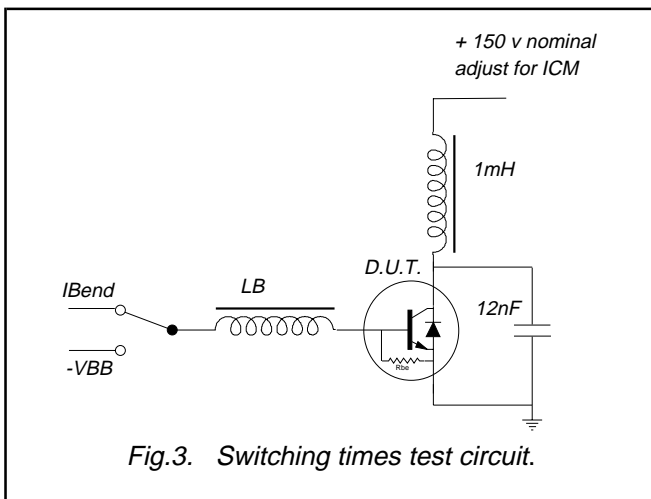 + 150 v nominal
adjust for ICM
1mH
D.U.T.
LB
IBend
12nF
-VBB
Rbe
Fig.3. Switching times test circuit.